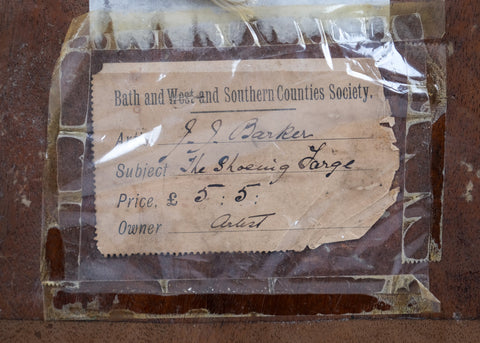 Bath and West and Southern Counties Society.
Artist J. J. Barker
Subject The Shoeing Forge
Price, £ 5 : 5 :
Owner Artist